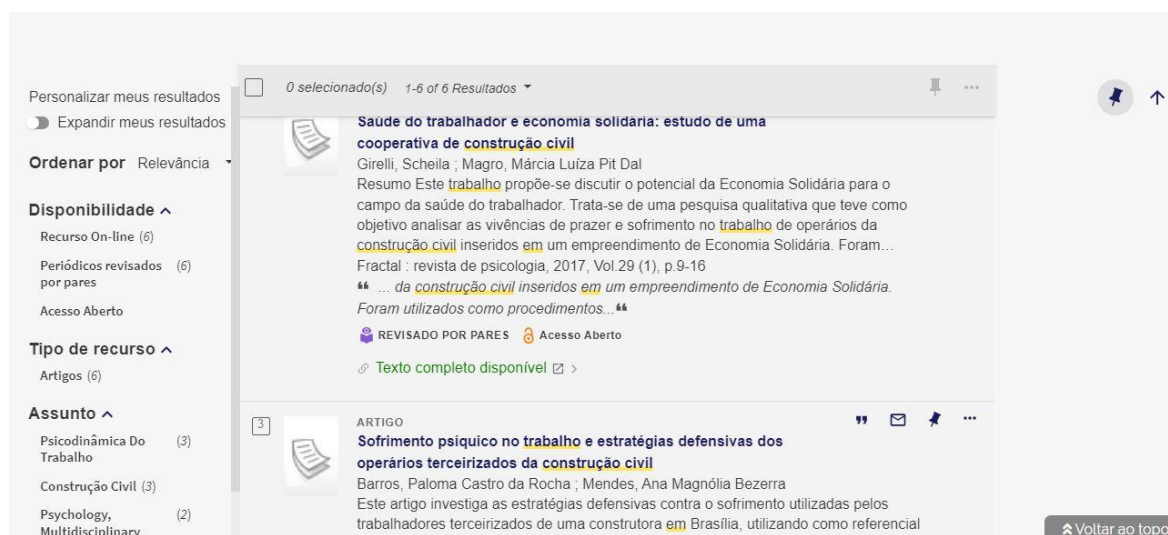 Personalizar meus resultados
Expandir meus resultados
Ordenar por Relevância
Disponibilidade
Recurso On-line (6)
Periódicos revisados por pares (6)
Acesso Aberto
Tipo de recurso
Artigos (6)
Assunto
Psicodinâmica Do Trabalho (3)
Construção Civil (3)
Psychology, Multidisciplinary (2)
0 selecionado(s) 1-6 of 6 Resultados
Saúde do trabalhador e economia solidária: estudo de uma
cooperativa de construção civil
Girelli, Scheila ; Magro, Márcia Luíza Pit Dal
Resumo Este trabalho propõe-se discutir o potencial da Economia Solidária para o
campo da saúde do trabalhador. Trata-se de uma pesquisa qualitativa que teve como
objetivo analisar as vivências de prazer e sofrimento no trabalho de operários da
construção civil inseridos em um empreendimento de Economia Solidária. Foram...
Fractal : revista de psicologia, 2017, Vol.29 (1), p.9-16
❝ ... da construção civil inseridos em um empreendimento de Economia Solidária.
Foram utilizados como procedimentos...❝
REVISADO POR PARES Acesso Aberto
Texto completo disponível
3
ARTIGO
Sofrimento psíquico no trabalho e estratégias defensivas dos
operários terceirizados da construção civil
Barros, Paloma Castro da Rocha ; Mendes, Ana Magnólia Bezerra
Este artigo investiga as estratégias defensivas contra o sofrimento utilizadas pelos
trabalhadores terceirizados de uma construtora em Brasília, utilizando como referencial
Voltar ao topo